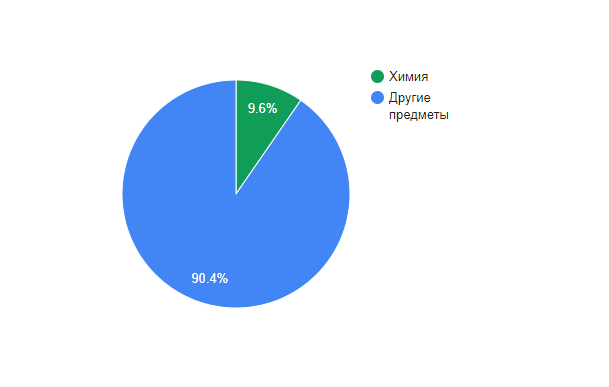 Химия
Другие
предметы
9.6%
90.4%